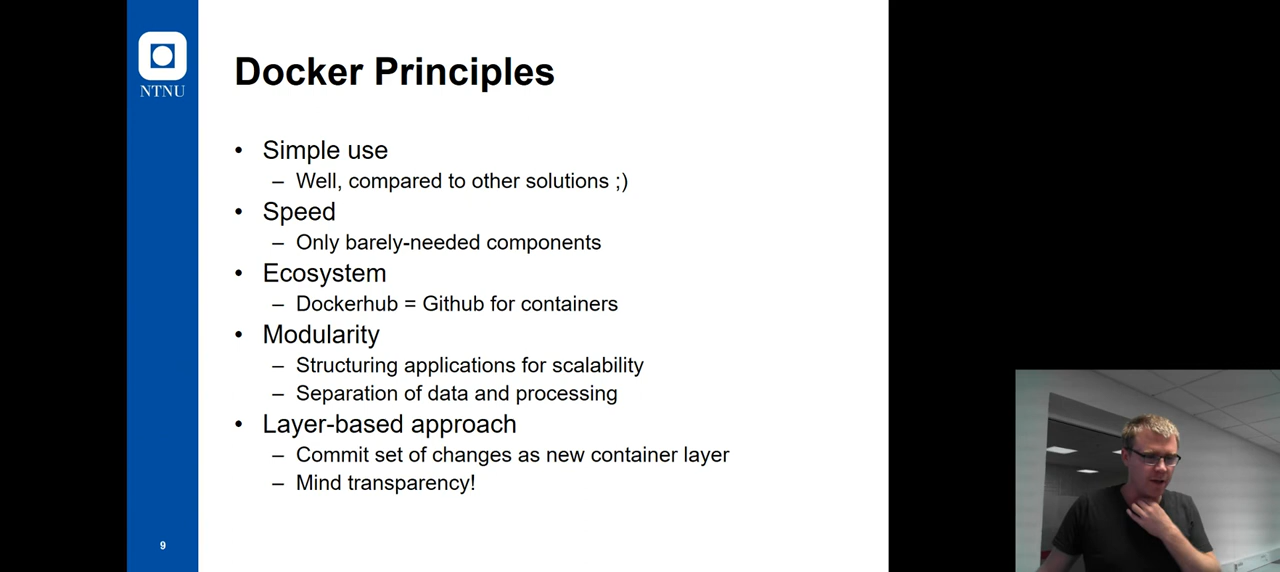 NTNU
Docker Principles
• Simple use
– Well, compared to other solutions ;)
• Speed
– Only barely-needed components
• Ecosystem
– Dockerhub = Github for containers
• Modularity
– Structuring applications for scalability
– Separation of data and processing
• Layer-based approach
– Commit set of changes as new container layer
– Mind transparency!
9